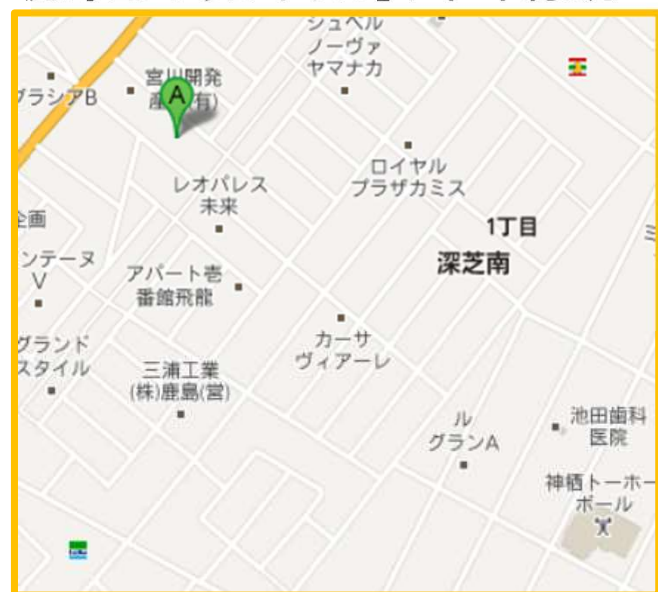 シュペル
ノーヴァ
ヤマナカ
宮川開発
グラシアB
A
ロイヤル
プラザカミス
レオパレス
未来
企画
1丁目
深芝南
ンテーヌ
V
アパート壱
番館飛龍
カーサ
ヴィアーレ
グランド
スタイル
三浦工業
(株)鹿島(営)
ル
グランA
池田歯科
医院
神栖トーホー
ボール